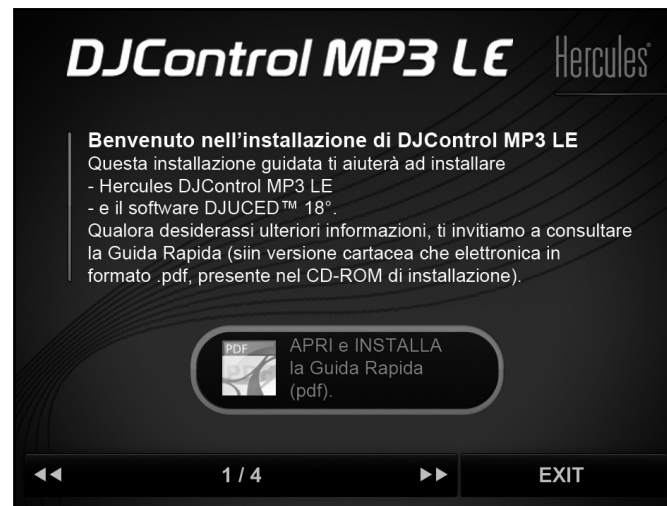 DJControl MP3 LE
Hercules®
Benvenuto nell'installazione di DJControl MP3 LE
Questa installazione guidata ti aiuterà ad installare
- Hercules DJControl MP3 LE
- e il software DJUCED™ 18°.
Qualora desiderassi ulteriori informazioni, ti invitiamo a consultare
la Guida Rapida (siin versione cartacea che elettronica in
formato .pdf, presente nel CD-ROM di installazione).
PDF
APRI e INSTALLA
la Guida Rapida
(pdf).
1 / 4
EXIT